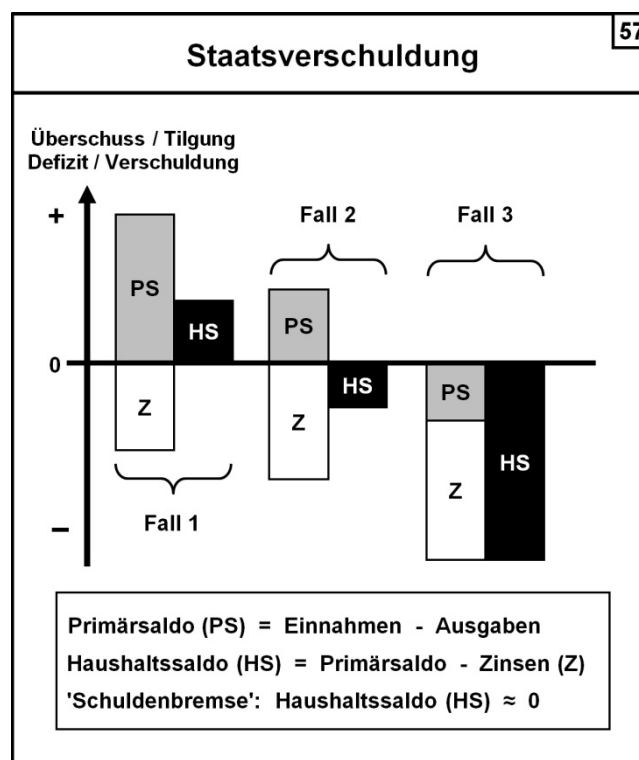 57
Staatsverschuldung
Überschuss / Tilgung
Defizit / Verschuldung
+
Fall 2
Fall 3
PS
HS
PS
0
Z
HS
Z
PS
Z
HS
Fall 1
–
Primärsaldo (PS) = Einnahmen - Ausgaben
Haushaltssaldo (HS) = Primärsaldo - Zinsen (Z)
'Schuldenbremse': Haushaltssaldo (HS) ≈ 0